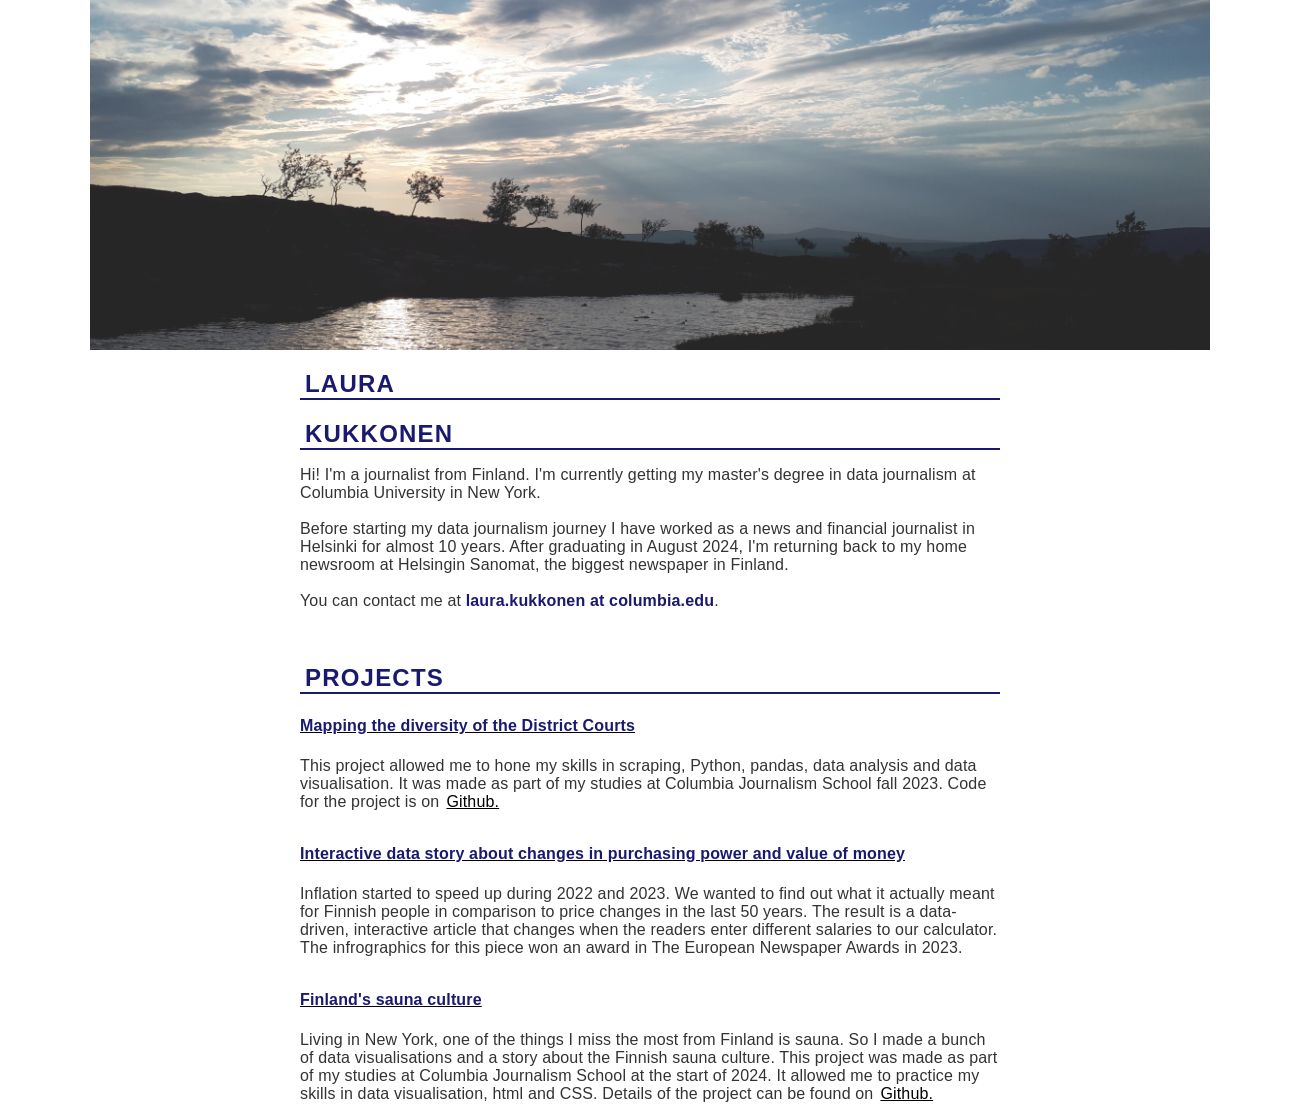 LAURA
KUKKONEN
Hi! I'm a journalist from Finland. I'm currently getting my master's degree in data journalism at
Columbia University in New York.
Before starting my data journalism journey I have worked as a news and financial journalist in
Helsinki for almost 10 years. After graduating in August 2024, I'm returning back to my home
newsroom at Helsingin Sanomat, the biggest newspaper in Finland.
You can contact me at laura.kukkonen at columbia.edu.
PROJECTS
Mapping the diversity of the District Courts
This project allowed me to hone my skills in scraping, Python, pandas, data analysis and data
visualisation. It was made as part of my studies at Columbia Journalism School fall 2023. Code
for the project is on Github.
Interactive data story about changes in purchasing power and value of money
Inflation started to speed up during 2022 and 2023. We wanted to find out what it actually meant
for Finnish people in comparison to price changes in the last 50 years. The result is a data-
driven, interactive article that changes when the readers enter different salaries to our calculator.
The infrographics for this piece won an award in The European Newspaper Awards in 2023.
Finland's sauna culture
Living in New York, one of the things I miss the most from Finland is sauna. So I made a bunch
of data visualisations and a story about the Finnish sauna culture. This project was made as part
of my studies at Columbia Journalism School at the start of 2024. It allowed me to practice my
skills in data visualisation, html and CSS. Details of the project can be found on Github.